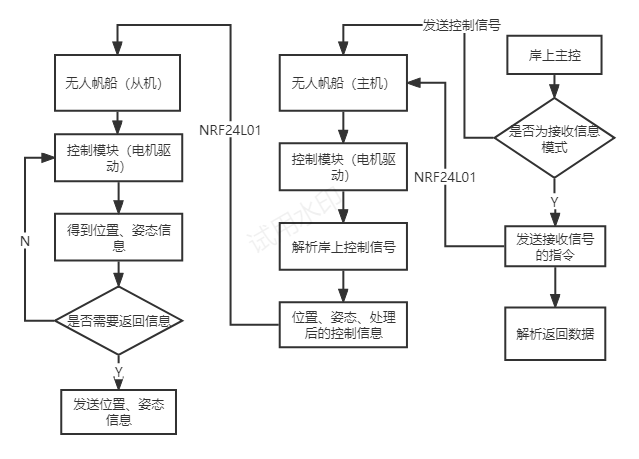 发送控制信号
岸上主控
无人帆船（从机）
无人帆船（主机）
是否为接收信息
模式
NRF24L01
控制模块（电机驱
动）
控制模块（电机驱
动）
NRF24L01
Y
得到位置、姿态信
息
N
解析岸上控制信号
发送接收信号
的指令
试用水印
是否需要返回信息
位置、姿态、处理
后的控制信息
解析返回数据
Y
发送位置、姿态
信息